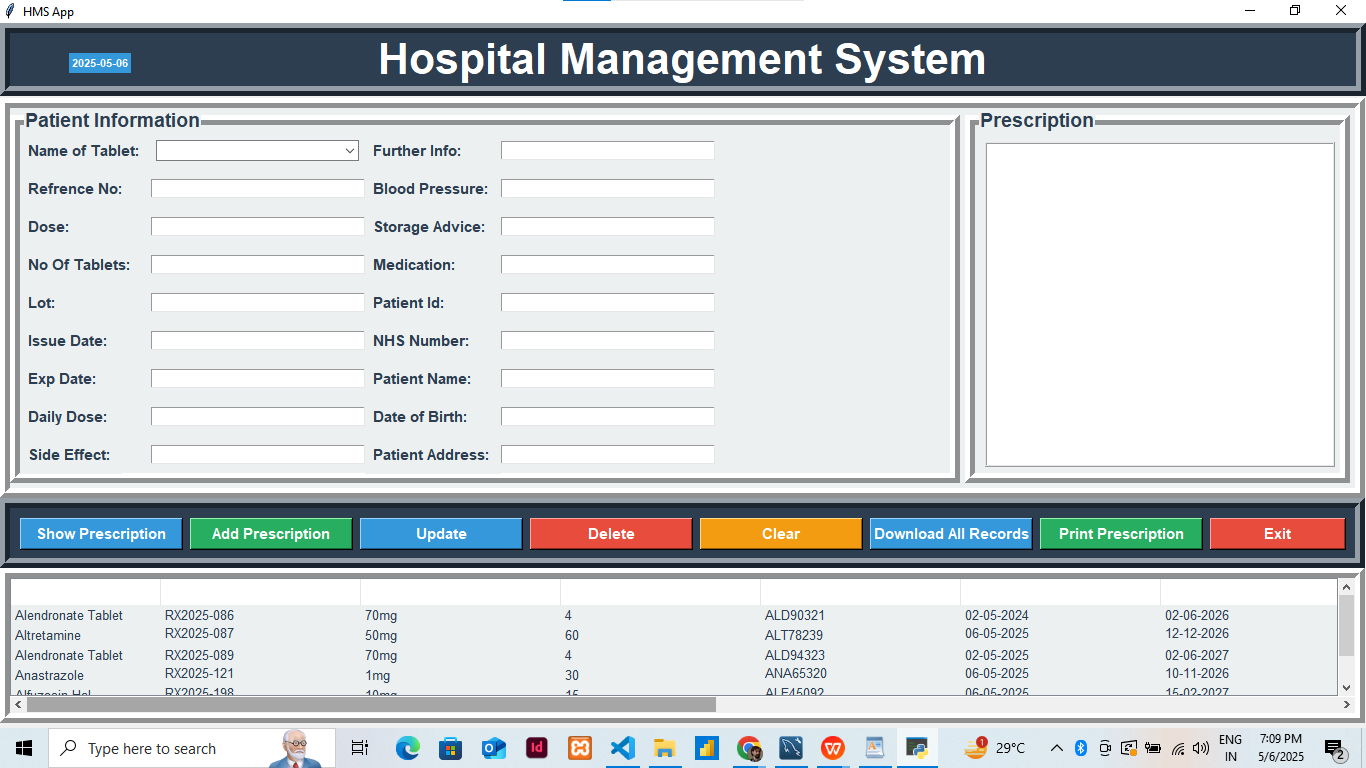 HMS App
2025-05-06
Hospital Management System
Patient Information
Prescription
Name of Tablet:
Further Info:
Refrence No:
Blood Pressure:
Dose:
Storage Advice:
No Of Tablets:
Medication:
Lot:
Patient Id:
Issue Date:
NHS Number:
Exp Date:
Patient Name:
Daily Dose:
Date of Birth:
Side Effect:
Patient Address:
Show Prescription Add Prescription Update Delete Clear Download All Records Print Prescription Exit
Alendronate Tablet RX2025-086 70mg 4 ALD90321 02-05-2024 02-06-2026
Altretamine RX2025-087 50mg 60 ALT78239 06-05-2025 12-12-2026
Alendronate Tablet RX2025-089 70mg 4 ALD94323 02-05-2025 02-06-2027
Anastrazole RX2025-121 1mg 30 ANA65320 06-05-2025 10-11-2026
Alfuzosin Hcl RX2025-198 10mg 15 ALF45092 06-05-2025 15-02-2027
Type here to search
Id
1
29°C
ENG
IN
7:09 PM
5/6/2025
2